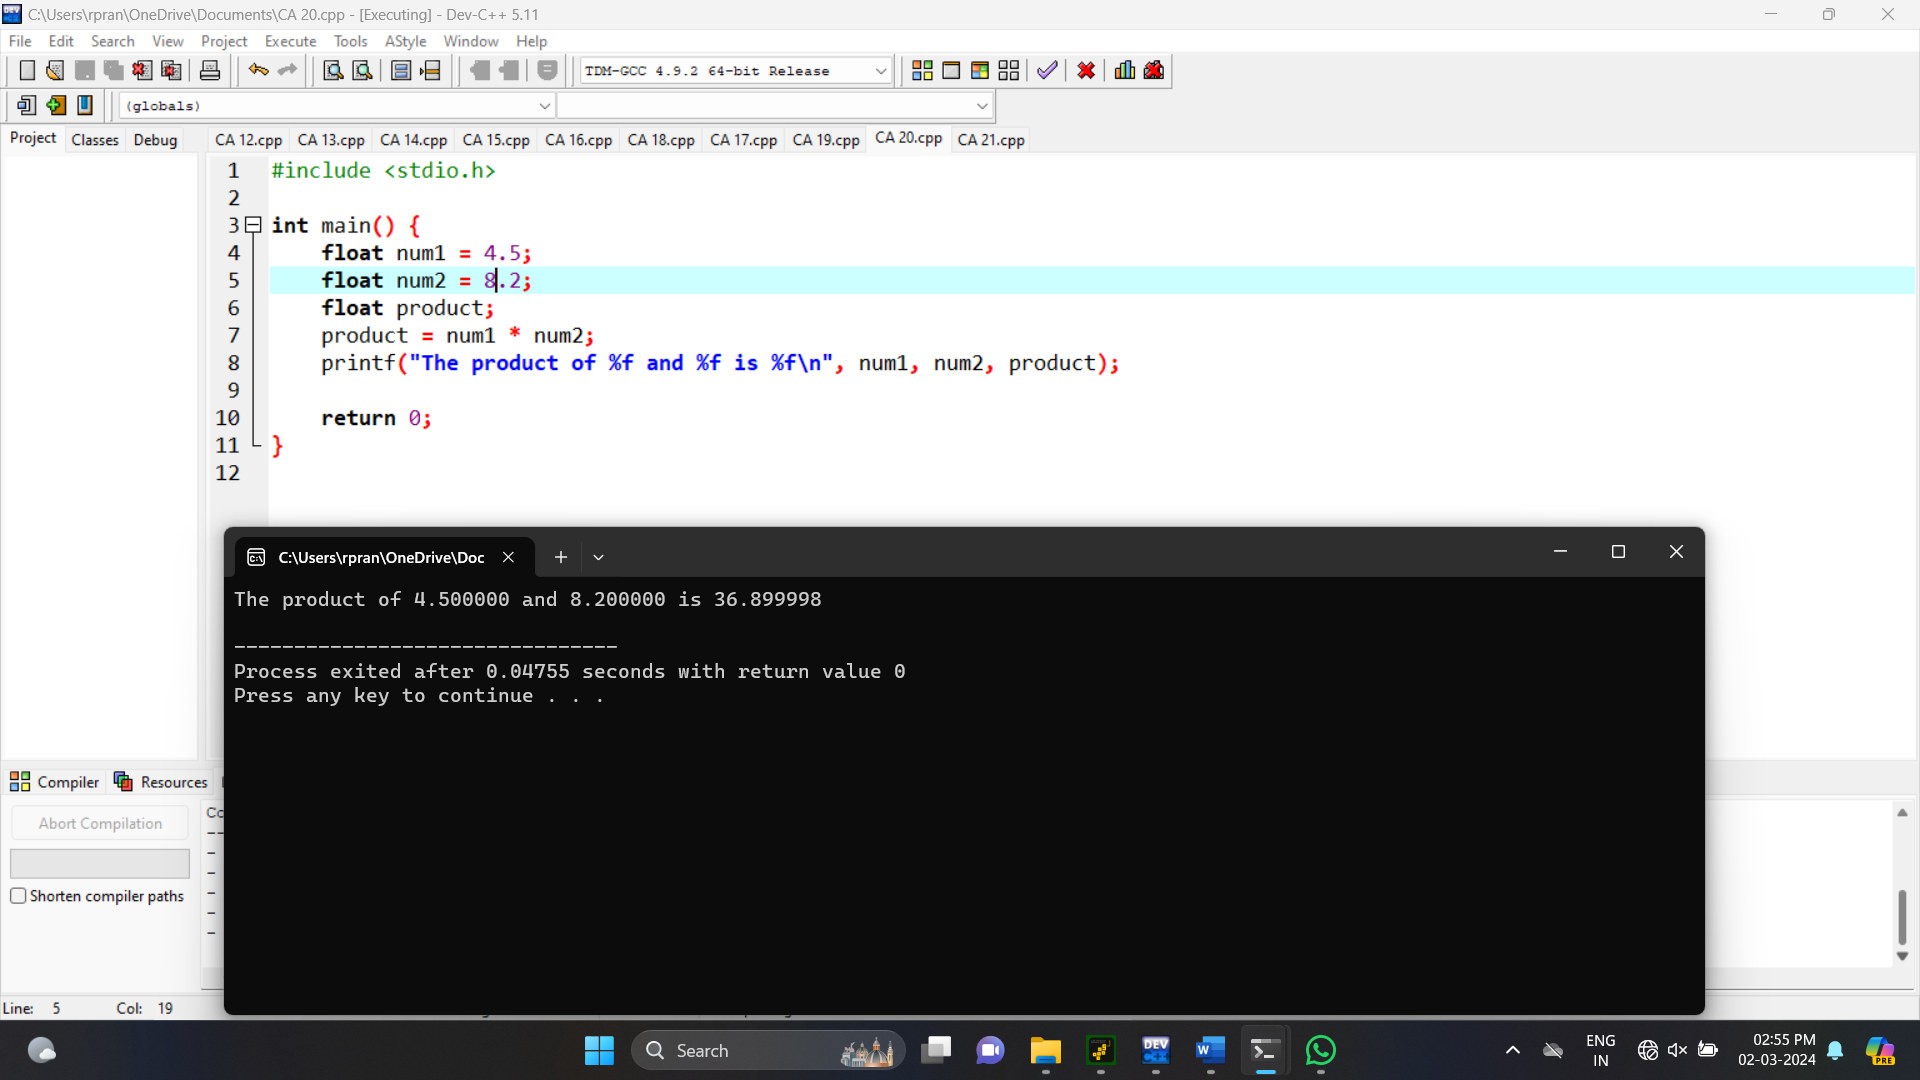 C:\Users\rpran\OneDrive\Documents\CA 20.cpp - [Executing] - Dev-C++ 5.11
File Edit Search View Project Execute Tools AStyle Window Help
TDM-GCC 4.9.2 64-bit Release
(globals)
Project Classes Debug
CA 12.cpp CA 13.cpp CA 14.cpp CA 15.cpp CA 16.cpp CA 18.cpp CA 17.cpp CA 19.cpp CA 20.cpp CA 21.cpp
1 #include <stdio.h>
2
3 int main() {
4 float num1 = 4.5;
5 float num2 = 8.2;
6 float product;
7 product = num1 * num2;
8 printf("The product of %f and %f is %f\n", num1, num2, product);
9
10 return 0;
11 }
12
C:\Users\rpran\OneDrive\Doc
The product of 4.500000 and 8.200000 is 36.899998
--------------------------------
Process exited after 0.04755 seconds with return value 0
Press any key to continue . . .
Compiler Resources
Abort Compilation
Shorten compiler paths
Line: 5 Col: 19
Search
DEV
W
PRE
ENG
IN
02:55 PM
02-03-2024